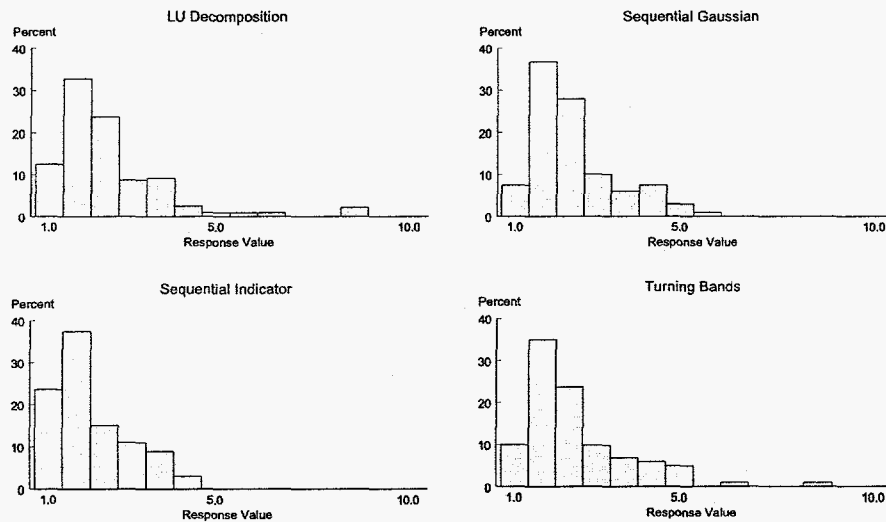 LU Decomposition
Percent
40
30
20
10
0
1.0 5.0 10.0
Response Value
Sequential Gaussian
Percent
40
30
20
10
0
1.0 5.0 10.0
Response Value
Sequential Indicator
Percent
40
30
20
10
0
1.0 5.0 10.0
Response Value
Turning Bands
Percent
40
30
20
10
0
1.0 5.0 10.0
Response Value